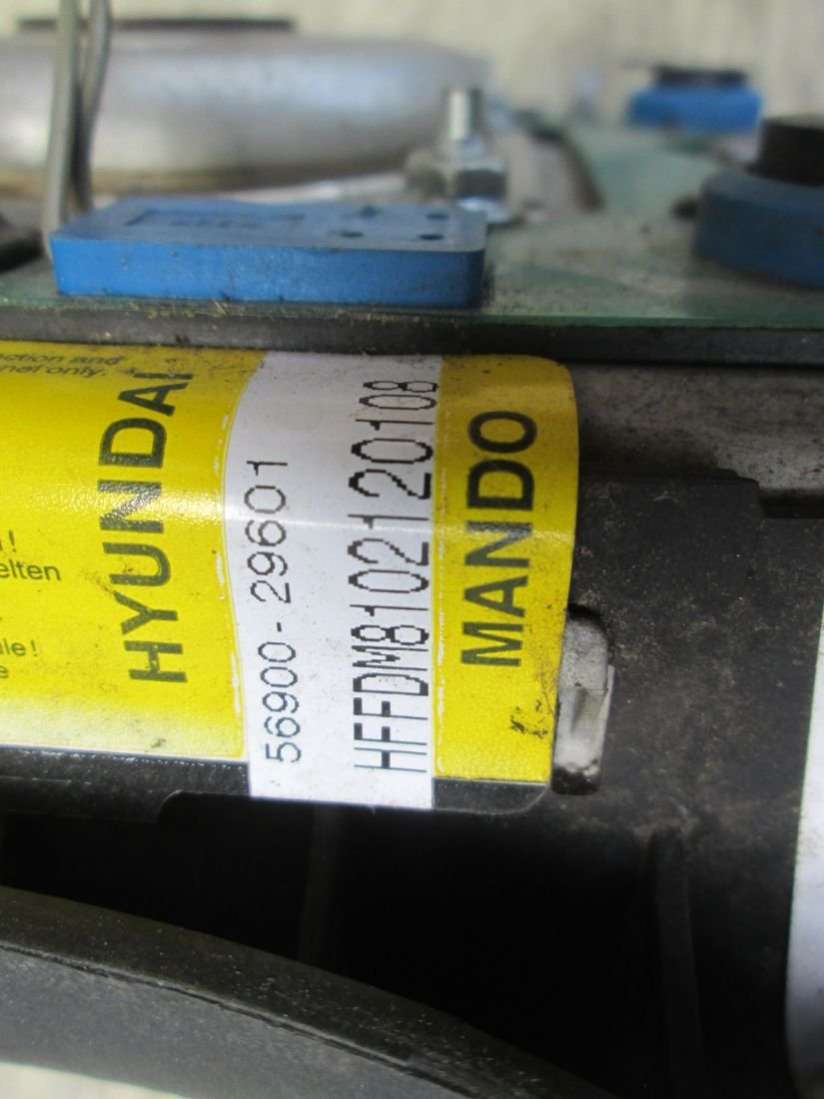 ction and
nel only.
!
elten
ale!
e
HYUNDAI
56900-29601
HFFDM8102120108
MANDO